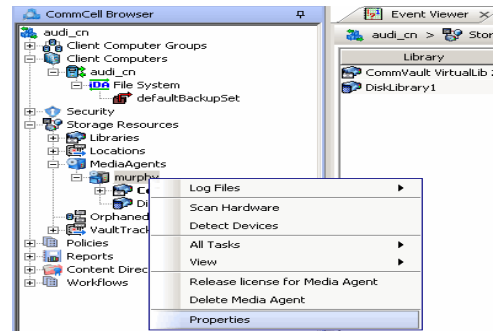 CommCell Browser
audi_cn
Client Computer Groups
Client Computers
audi_cn
File System
defaultBackupSet
Security
Storage Resources
Libraries
Locations
MediaAgents
murphy
Orphaned
VaultTrack
Policies
Reports
Content Direc
Workflows
Log Files
Scan Hardware
Detect Devices
All Tasks
View
Release license for Media Agent
Delete Media Agent
Properties
Event Viewer
audi_cn > Stor
Library
CommVault VirtualLib
DiskLibrary1